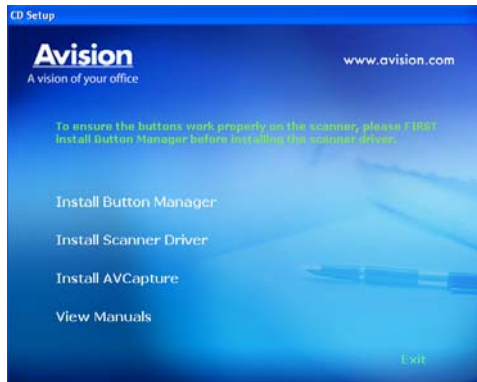 CD Setup
Avision
www.avision.com
A vision of your office
To ensure the buttons work properly on the scanner, please FIRST
install Button Manager before installing the scanner driver.
Install Button Manager
Install Scanner Driver
Install AVCapture
View Manuals
Exit